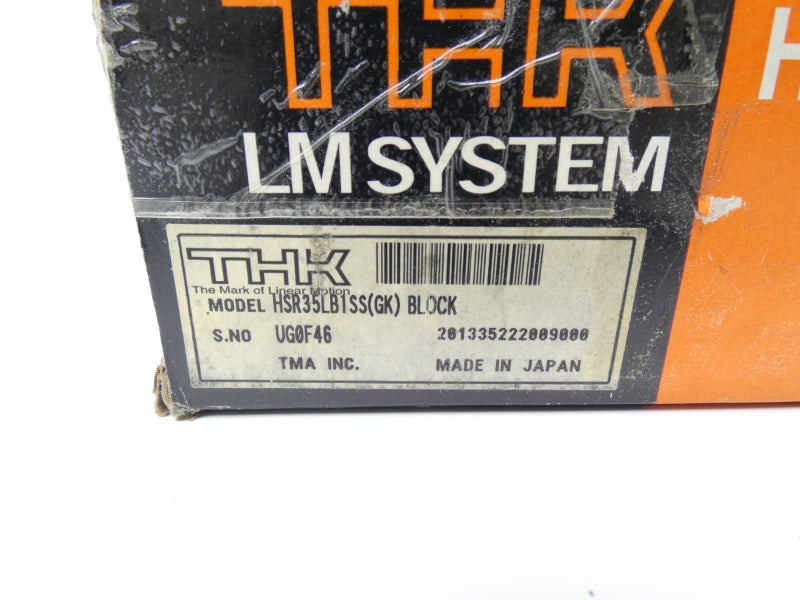 THK
H
LM SYSTEM
THK
The Mark of Linear Motion
MODEL HSR35LB1SS(GK) BLOCK
S.NO UG0F46 201335222009000
TMA INC. MADE IN JAPAN